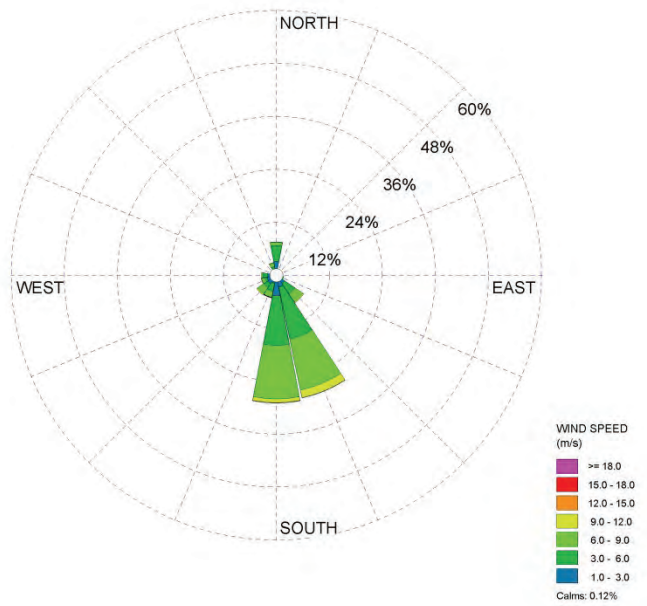 NORTH
60%
48%
36%
24%
12%
WEST
EAST
SOUTH
WIND SPEED
(m/s)
>= 18.0
15.0 - 18.0
12.0 - 15.0
9.0 - 12.0
6.0 - 9.0
3.0 - 6.0
1.0 - 3.0
Calms: 0.12%